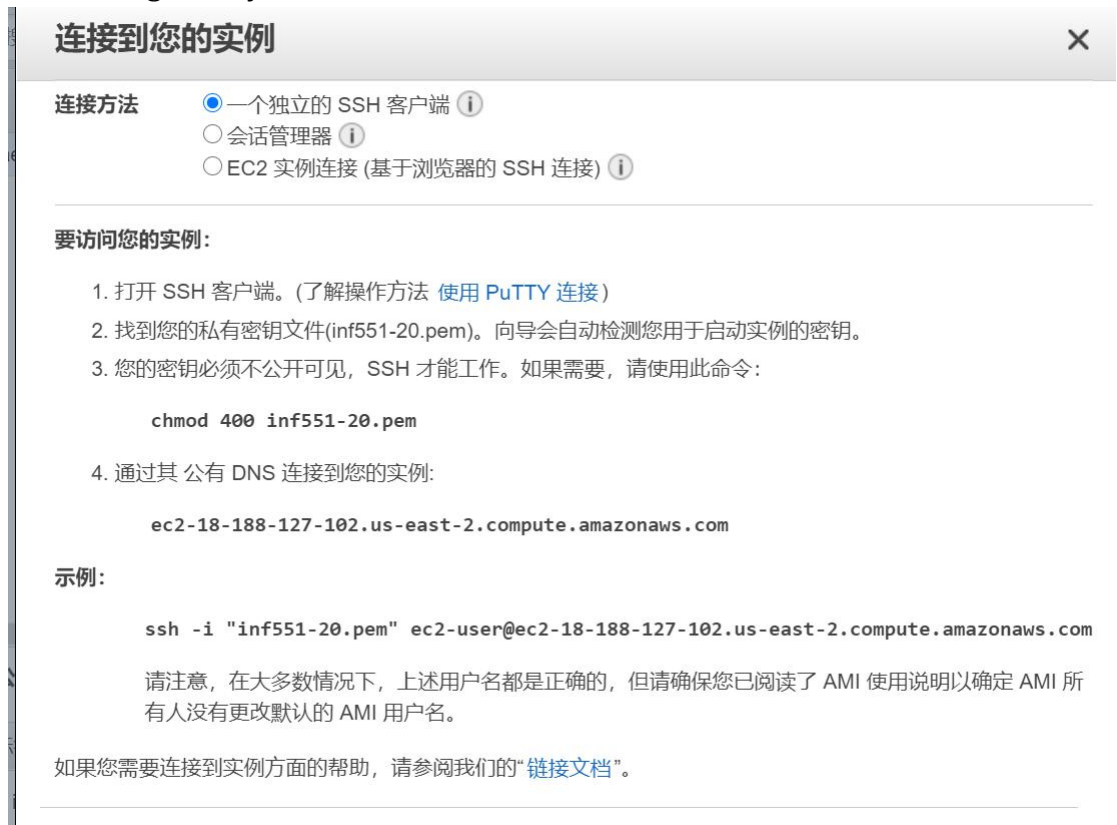 连接到您的实例 ×
连接方法 一个独立的 SSH 客户端 i
会话管理器 i
EC2 实例连接 (基于浏览器的 SSH 连接) i
要访问您的实例：
1. 打开 SSH 客户端。(了解操作方法 使用 PuTTY 连接)
2. 找到您的私有密钥文件(inf551-20.pem)。向导会自动检测您用于启动实例的密钥。
3. 您的密钥必须不公开可见，SSH 才能工作。如果需要，请使用此命令：
chmod 400 inf551-20.pem
4. 通过其 公有 DNS 连接到您的实例:
ec2-18-188-127-102.us-east-2.compute.amazonaws.com
示例：
ssh -i "inf551-20.pem" ec2-user@ec2-18-188-127-102.us-east-2.compute.amazonaws.com
请注意，在大多数情况下，上述用户名都是正确的，但请确保您已阅读了 AMI 使用说明以确定 AMI 所
有人没有更改默认的 AMI 用户名。
如果您需要连接到实例方面的帮助，请参阅我们的“链接文档”。